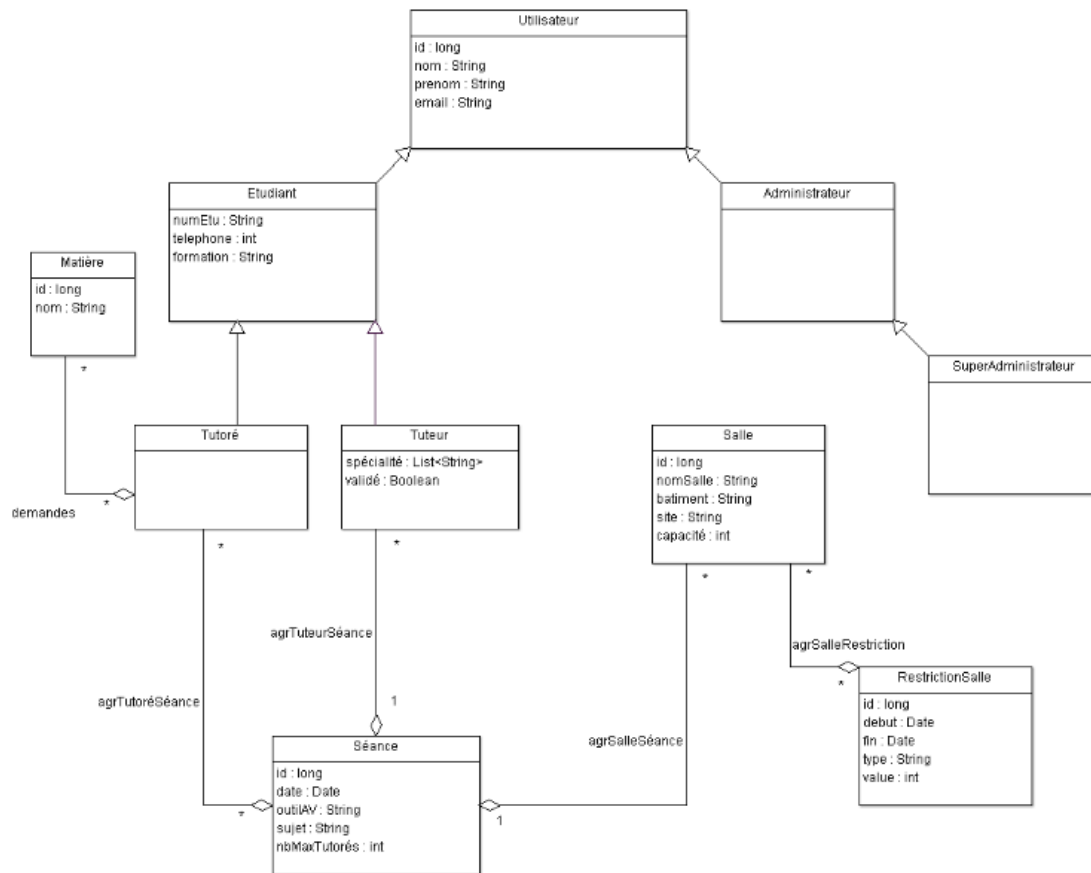 Utilisateur
id : long
nom : String
prenom : String
email : String
Etudiant
numEtu : String
telephone : int
formation : String
Administrateur
Matière
id : long
nom : String
SuperAdministrateur
*
Tutoré
Tuteur
spécialité : List<String>
validé : Boolean
Salle
id : long
nomSalle : String
batiment : String
site : String
capacité : int
*
demandes
*
*
*
*
agrTuteurSéance
agrSalleRestriction
*
RestrictionSalle
id : long
debut : Date
fin : Date
type : String
value : int
agrTutoréSéance
1
agrSalleSéance
Séance
id : long
date : Date
outilAV : String
sujet : String
nbMaxTutorés : int
*
1